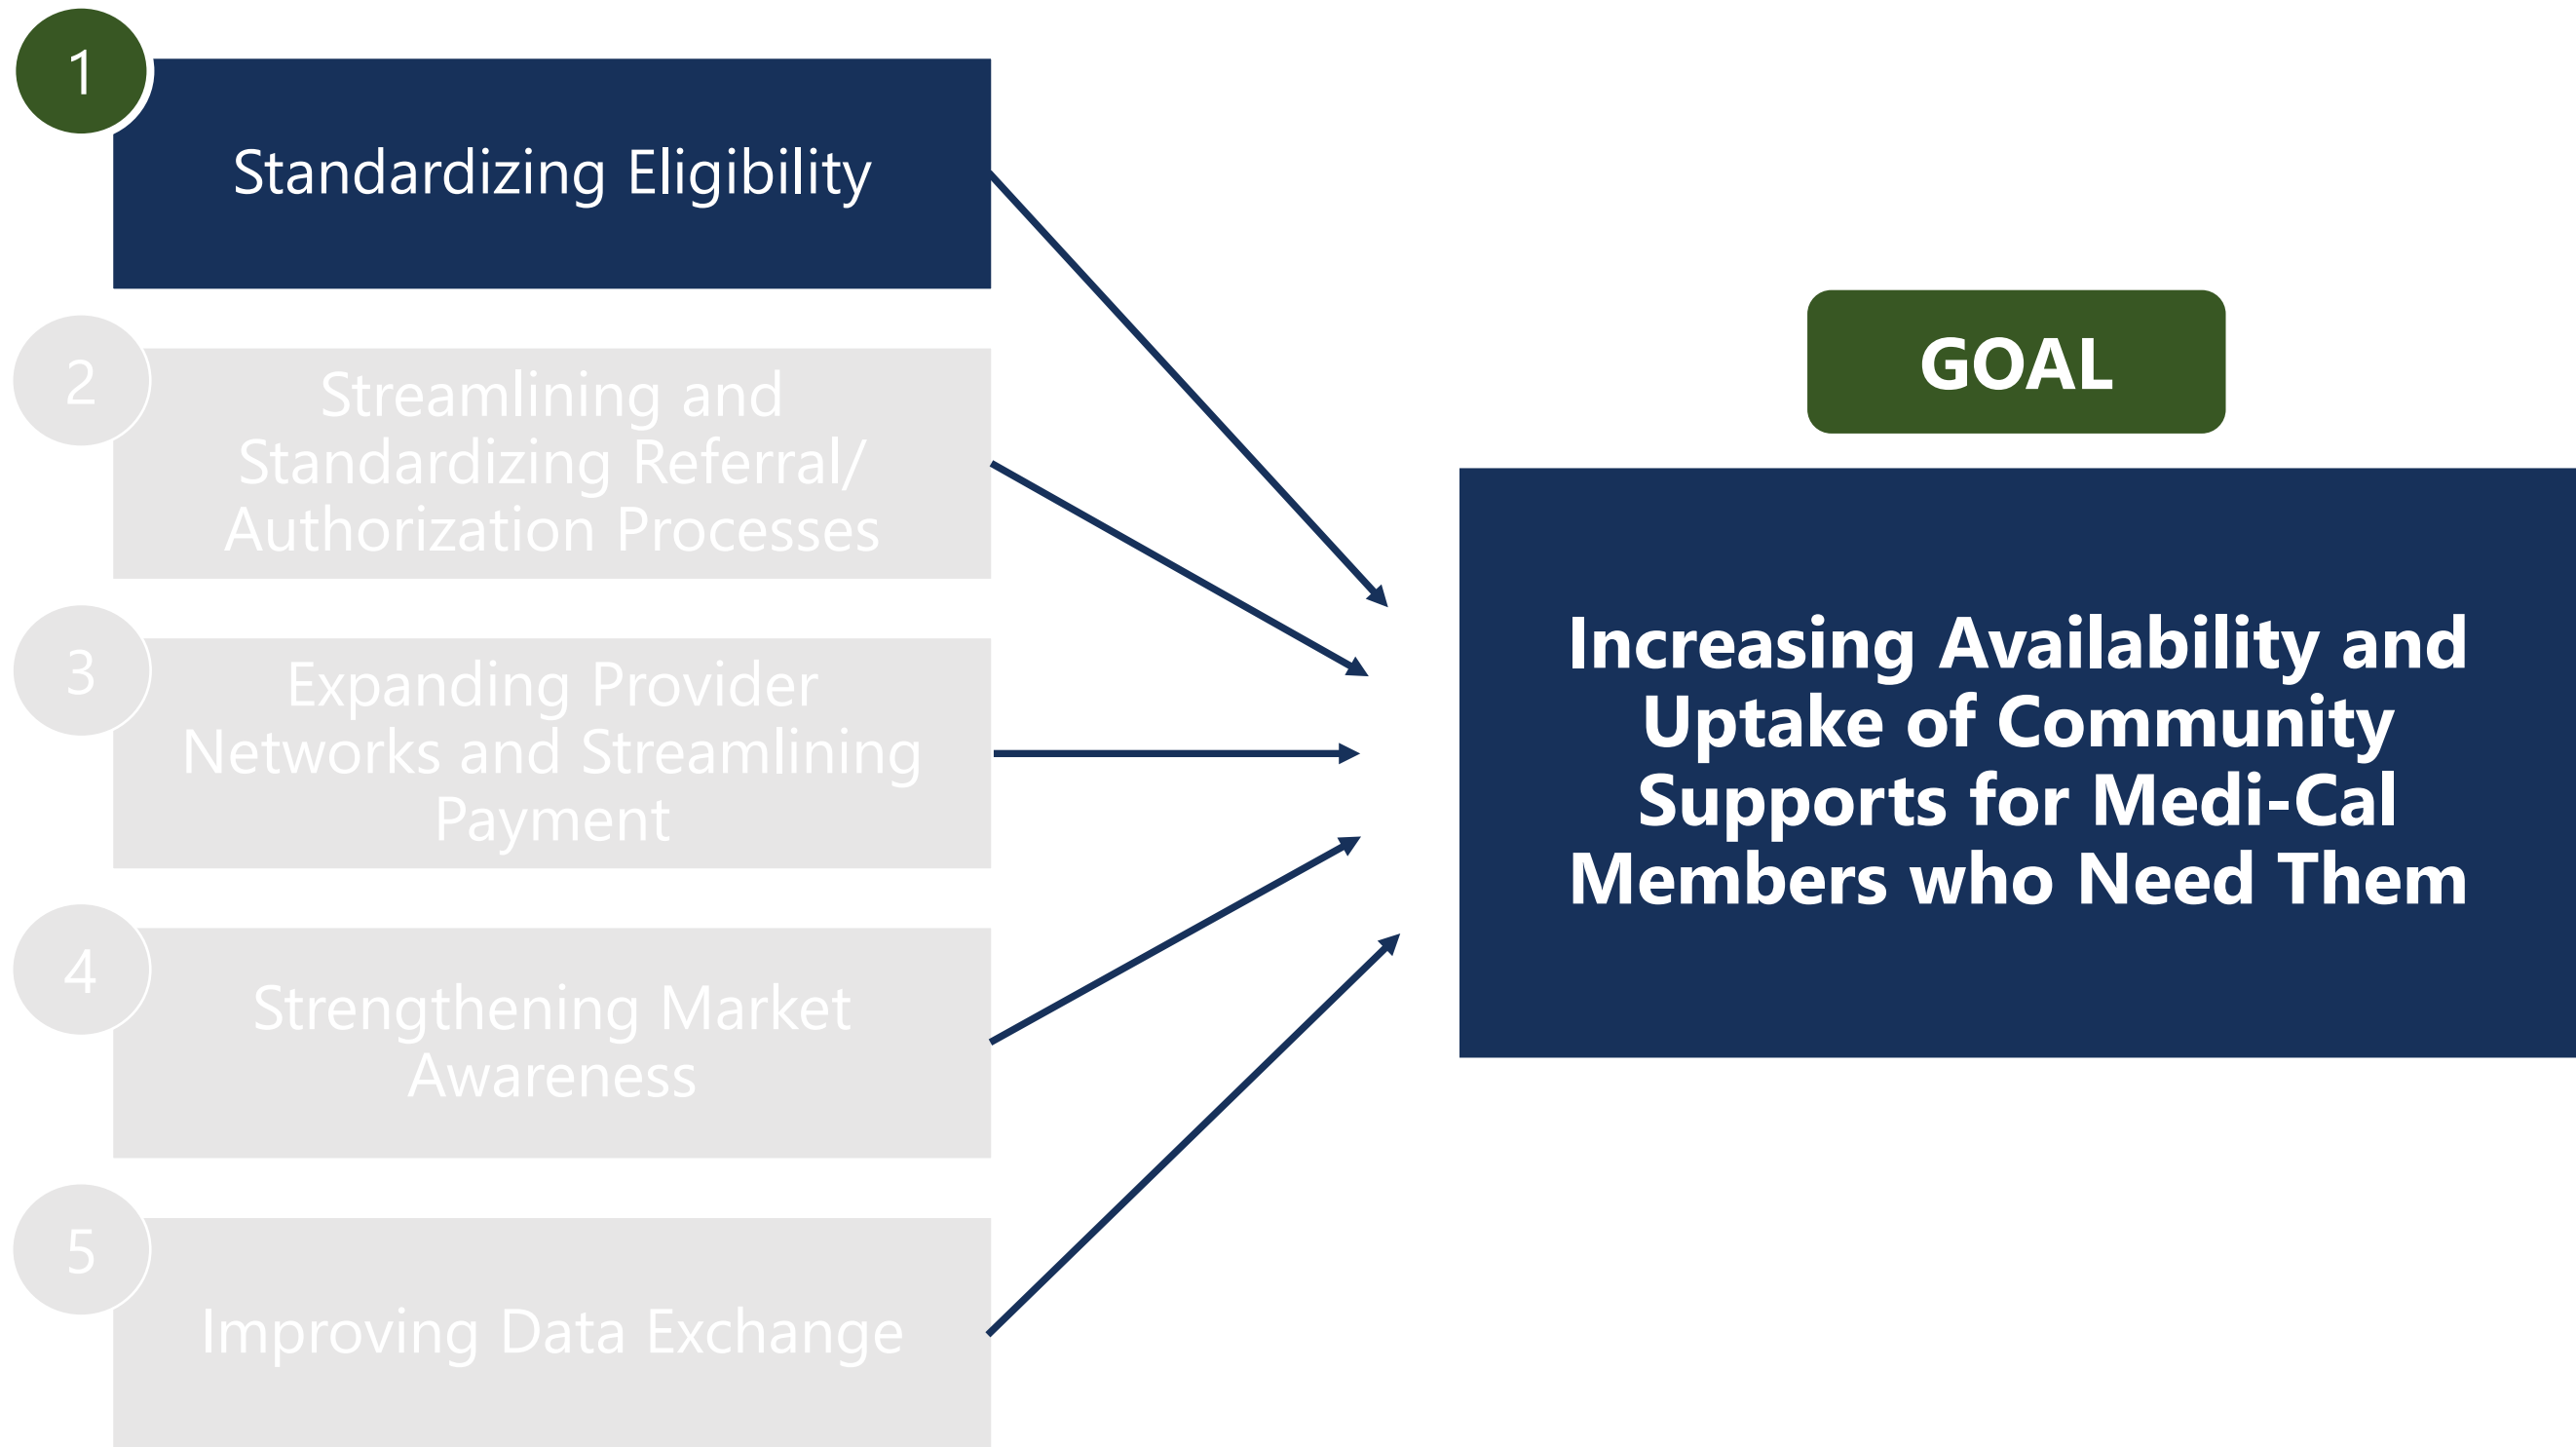 1
Standardizing Eligibility
2
Streamlining and
Standardizing Referral/
Authorization Processes
3
Expanding Provider
Networks and Streamlining
Payment
4
Strengthening Market
Awareness
5
Improving Data Exchange
GOAL
Increasing Availability and
Uptake of Community
Supports for Medi-Cal
Members who Need Them